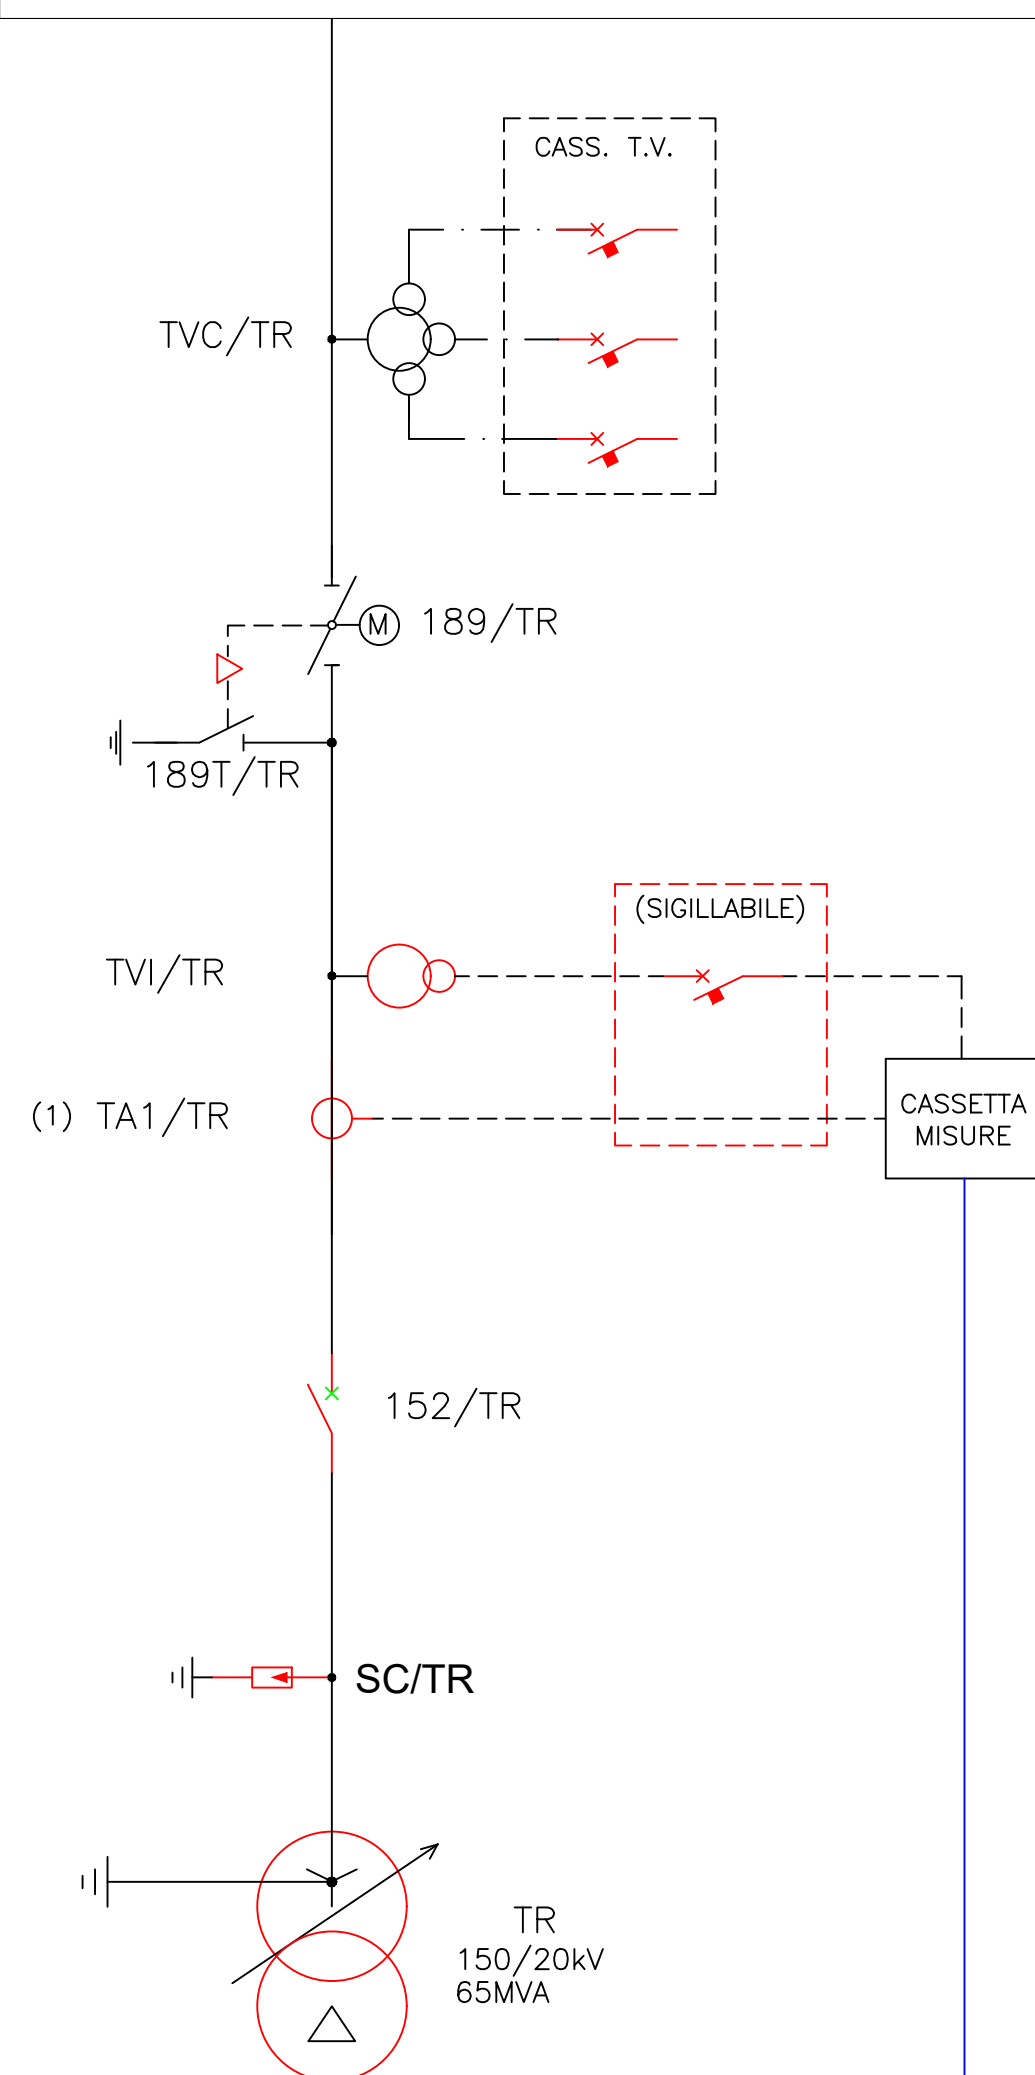 CASS. T.V.
TVC/TR
M
189/TR
189T/TR
(SIGILLABILE)
TVI/TR
(1) TA1/TR
CASSETTA
MISURE
152/TR
SC/TR
TR
150/20kV
65MVA